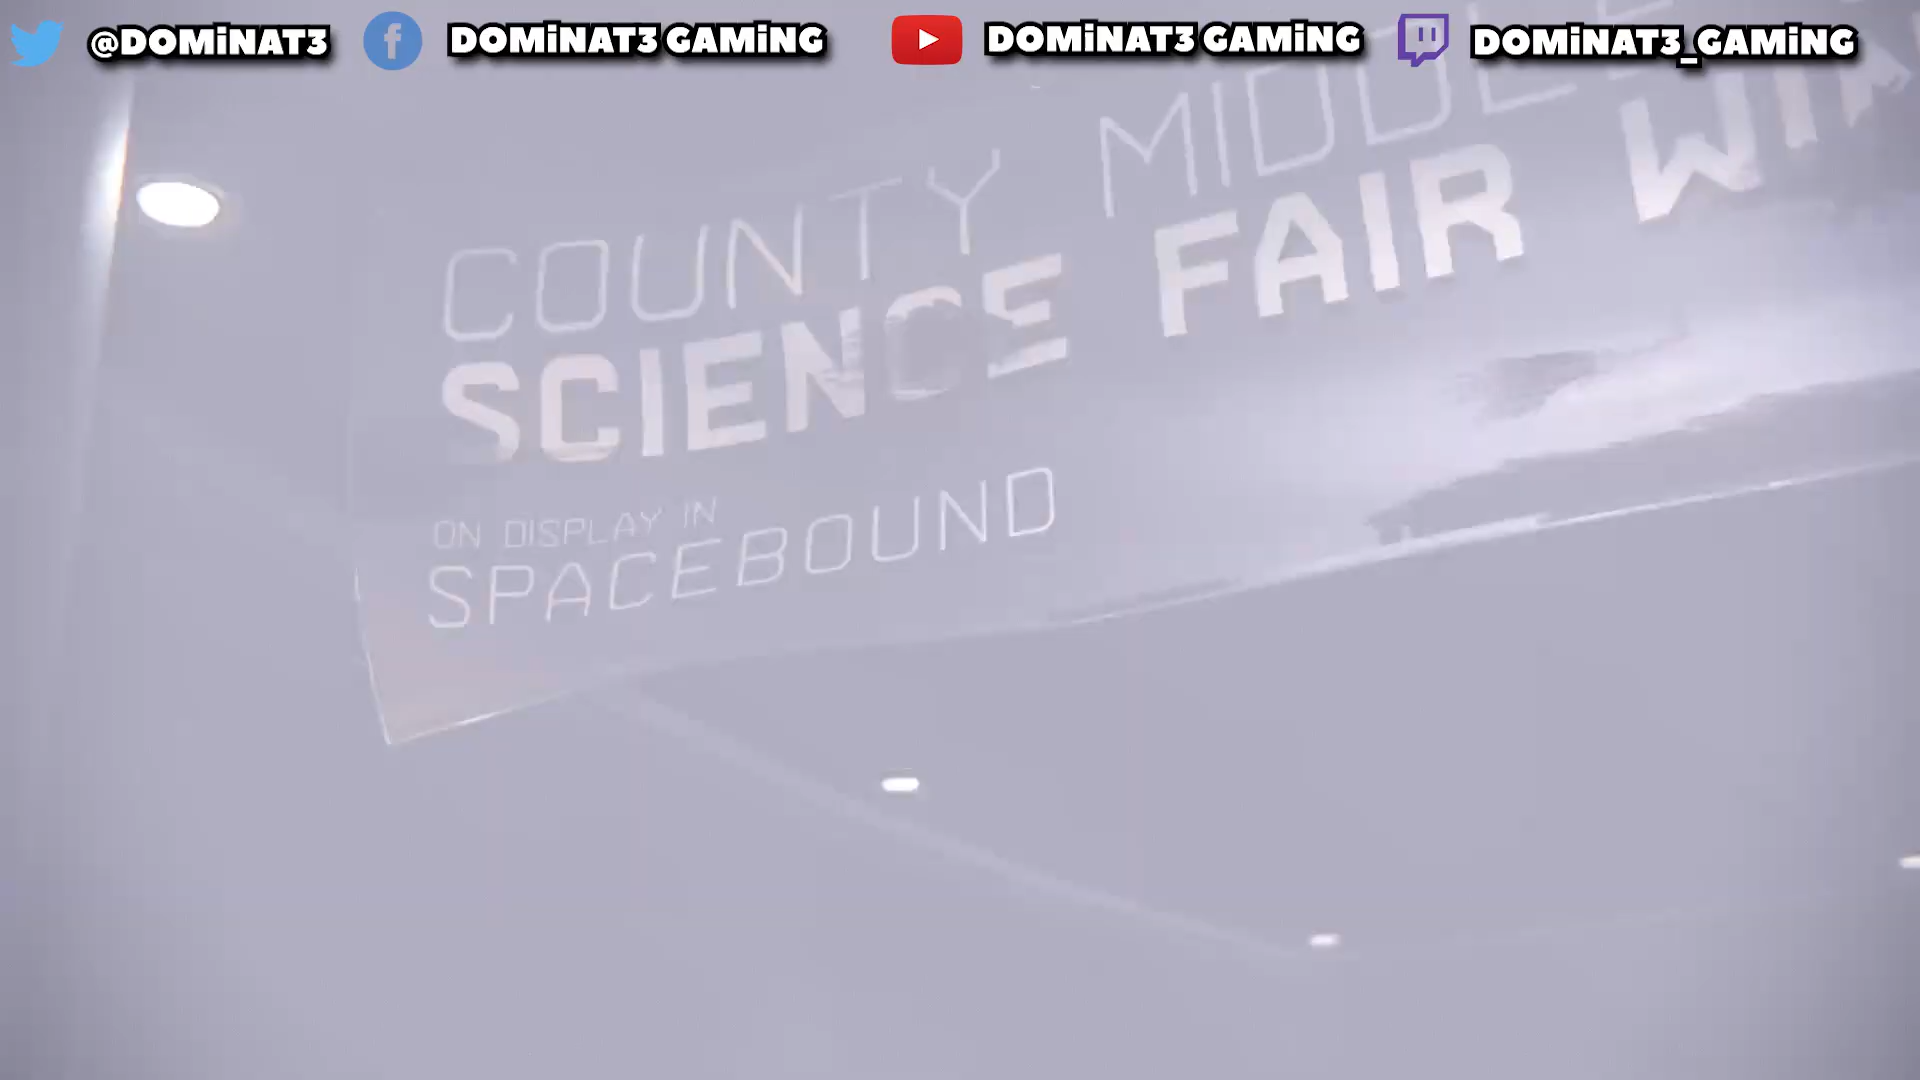 @DOMiNAT3 DOMiNAT3 GAMiNG DOMiNAT3 GAMiNG DOMiNAT3_GAMiNG
COUNTY MIDDLE
SCIENCE FAIR
ON DISPLAY IN
SPACEBOUND